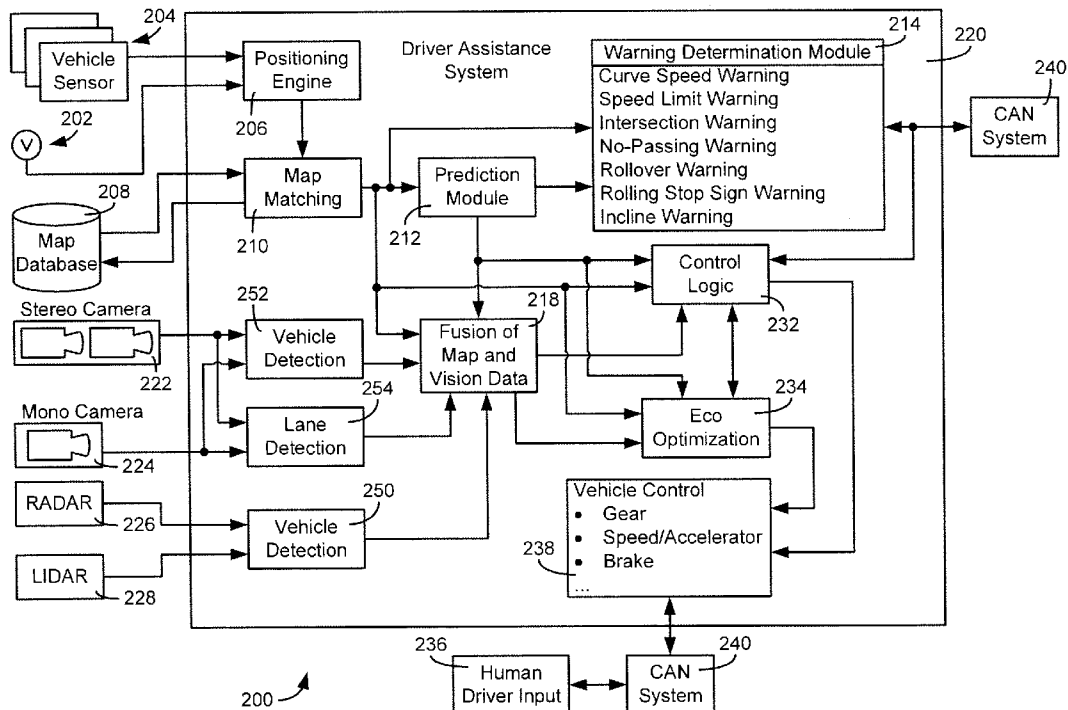 204
Vehicle
Sensor
202
V
208
Map
Database
Stereo Camera
222
Mono Camera
224
RADAR
226
LIDAR
228
Driver Assistance
System
220
Positioning
Engine
206
Map
Matching
210
Prediction
Module
212
214
Warning Determination Module
Curve Speed Warning
Speed Limit Warning
Intersection Warning
No-Passing Warning
Rollover Warning
Rolling Stop Sign Warning
Incline Warning
240
CAN
System
252
Vehicle
Detection
254
Lane
Detection
250
Vehicle
Detection
218
Fusion of
Map and
Vision Data
Control
Logic
232
234
Eco
Optimization
Vehicle Control
• Gear
• Speed/Accelerator
• Brake
238
...
236
Human
Driver Input
240
CAN
System
200